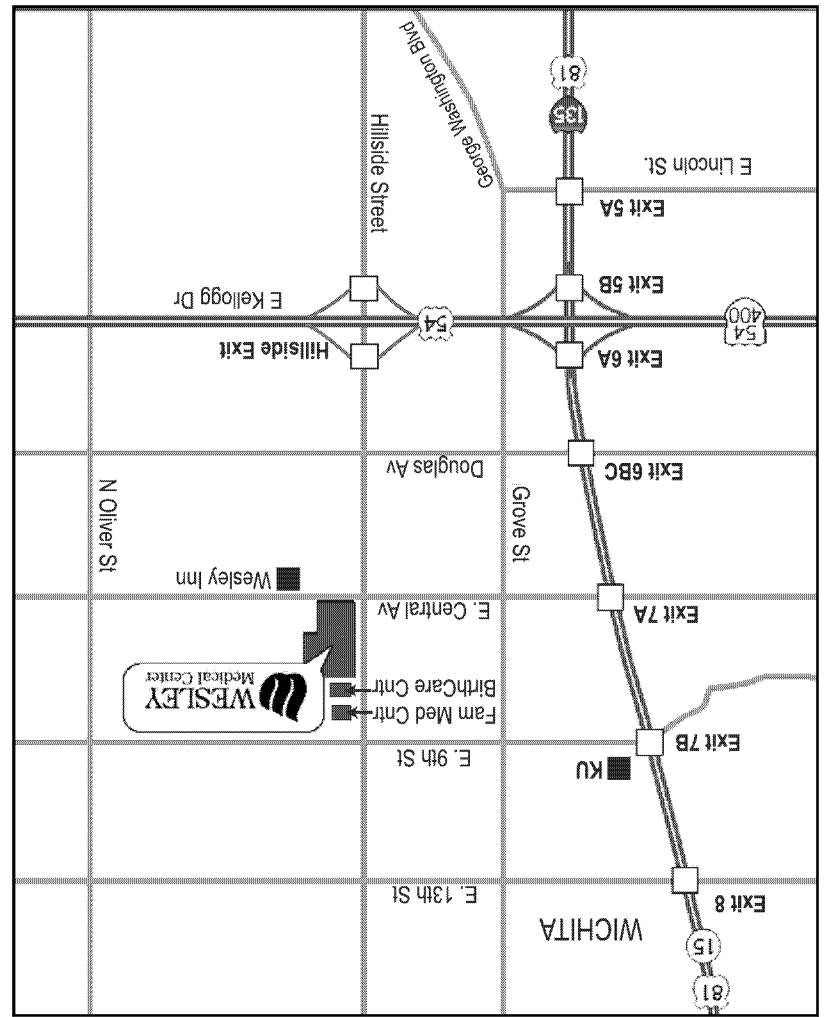 81
15
WICHITA
Exit 8
E. 13th St
KU
Exit 7B
E. 9th St
Fam Med Cntr
BirthCare Cntr
WESLEY
Medical Center
Exit 7A
E. Central Av
Wesley Inn
Grove St
N Oliver St
Exit 6BC
Douglas Av
Exit 6A
Hillside Exit
54
400
54
E Kellogg Dr
Exit 5B
Exit 5A
E Lincoln St.
Hillside Street
George Washington Blvd
135
81